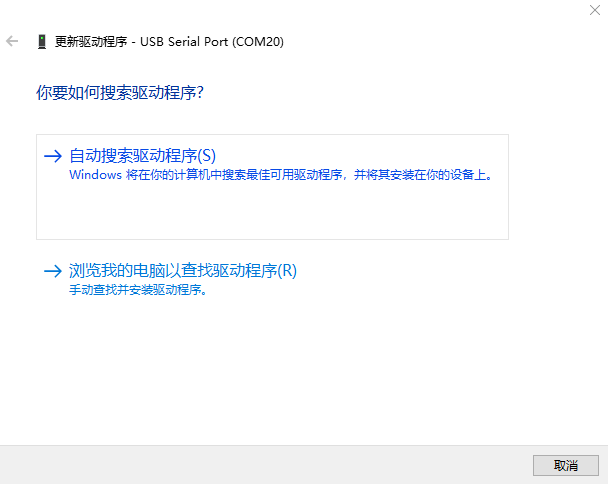 更新驱动程序 - USB Serial Port (COM20)
你要如何搜索驱动程序?
自动搜索驱动程序(S)
Windows 将在你的计算机中搜索最佳可用驱动程序，并将其安装在你的设备上。
浏览我的电脑以查找驱动程序(R)
手动查找并安装驱动程序。
取消